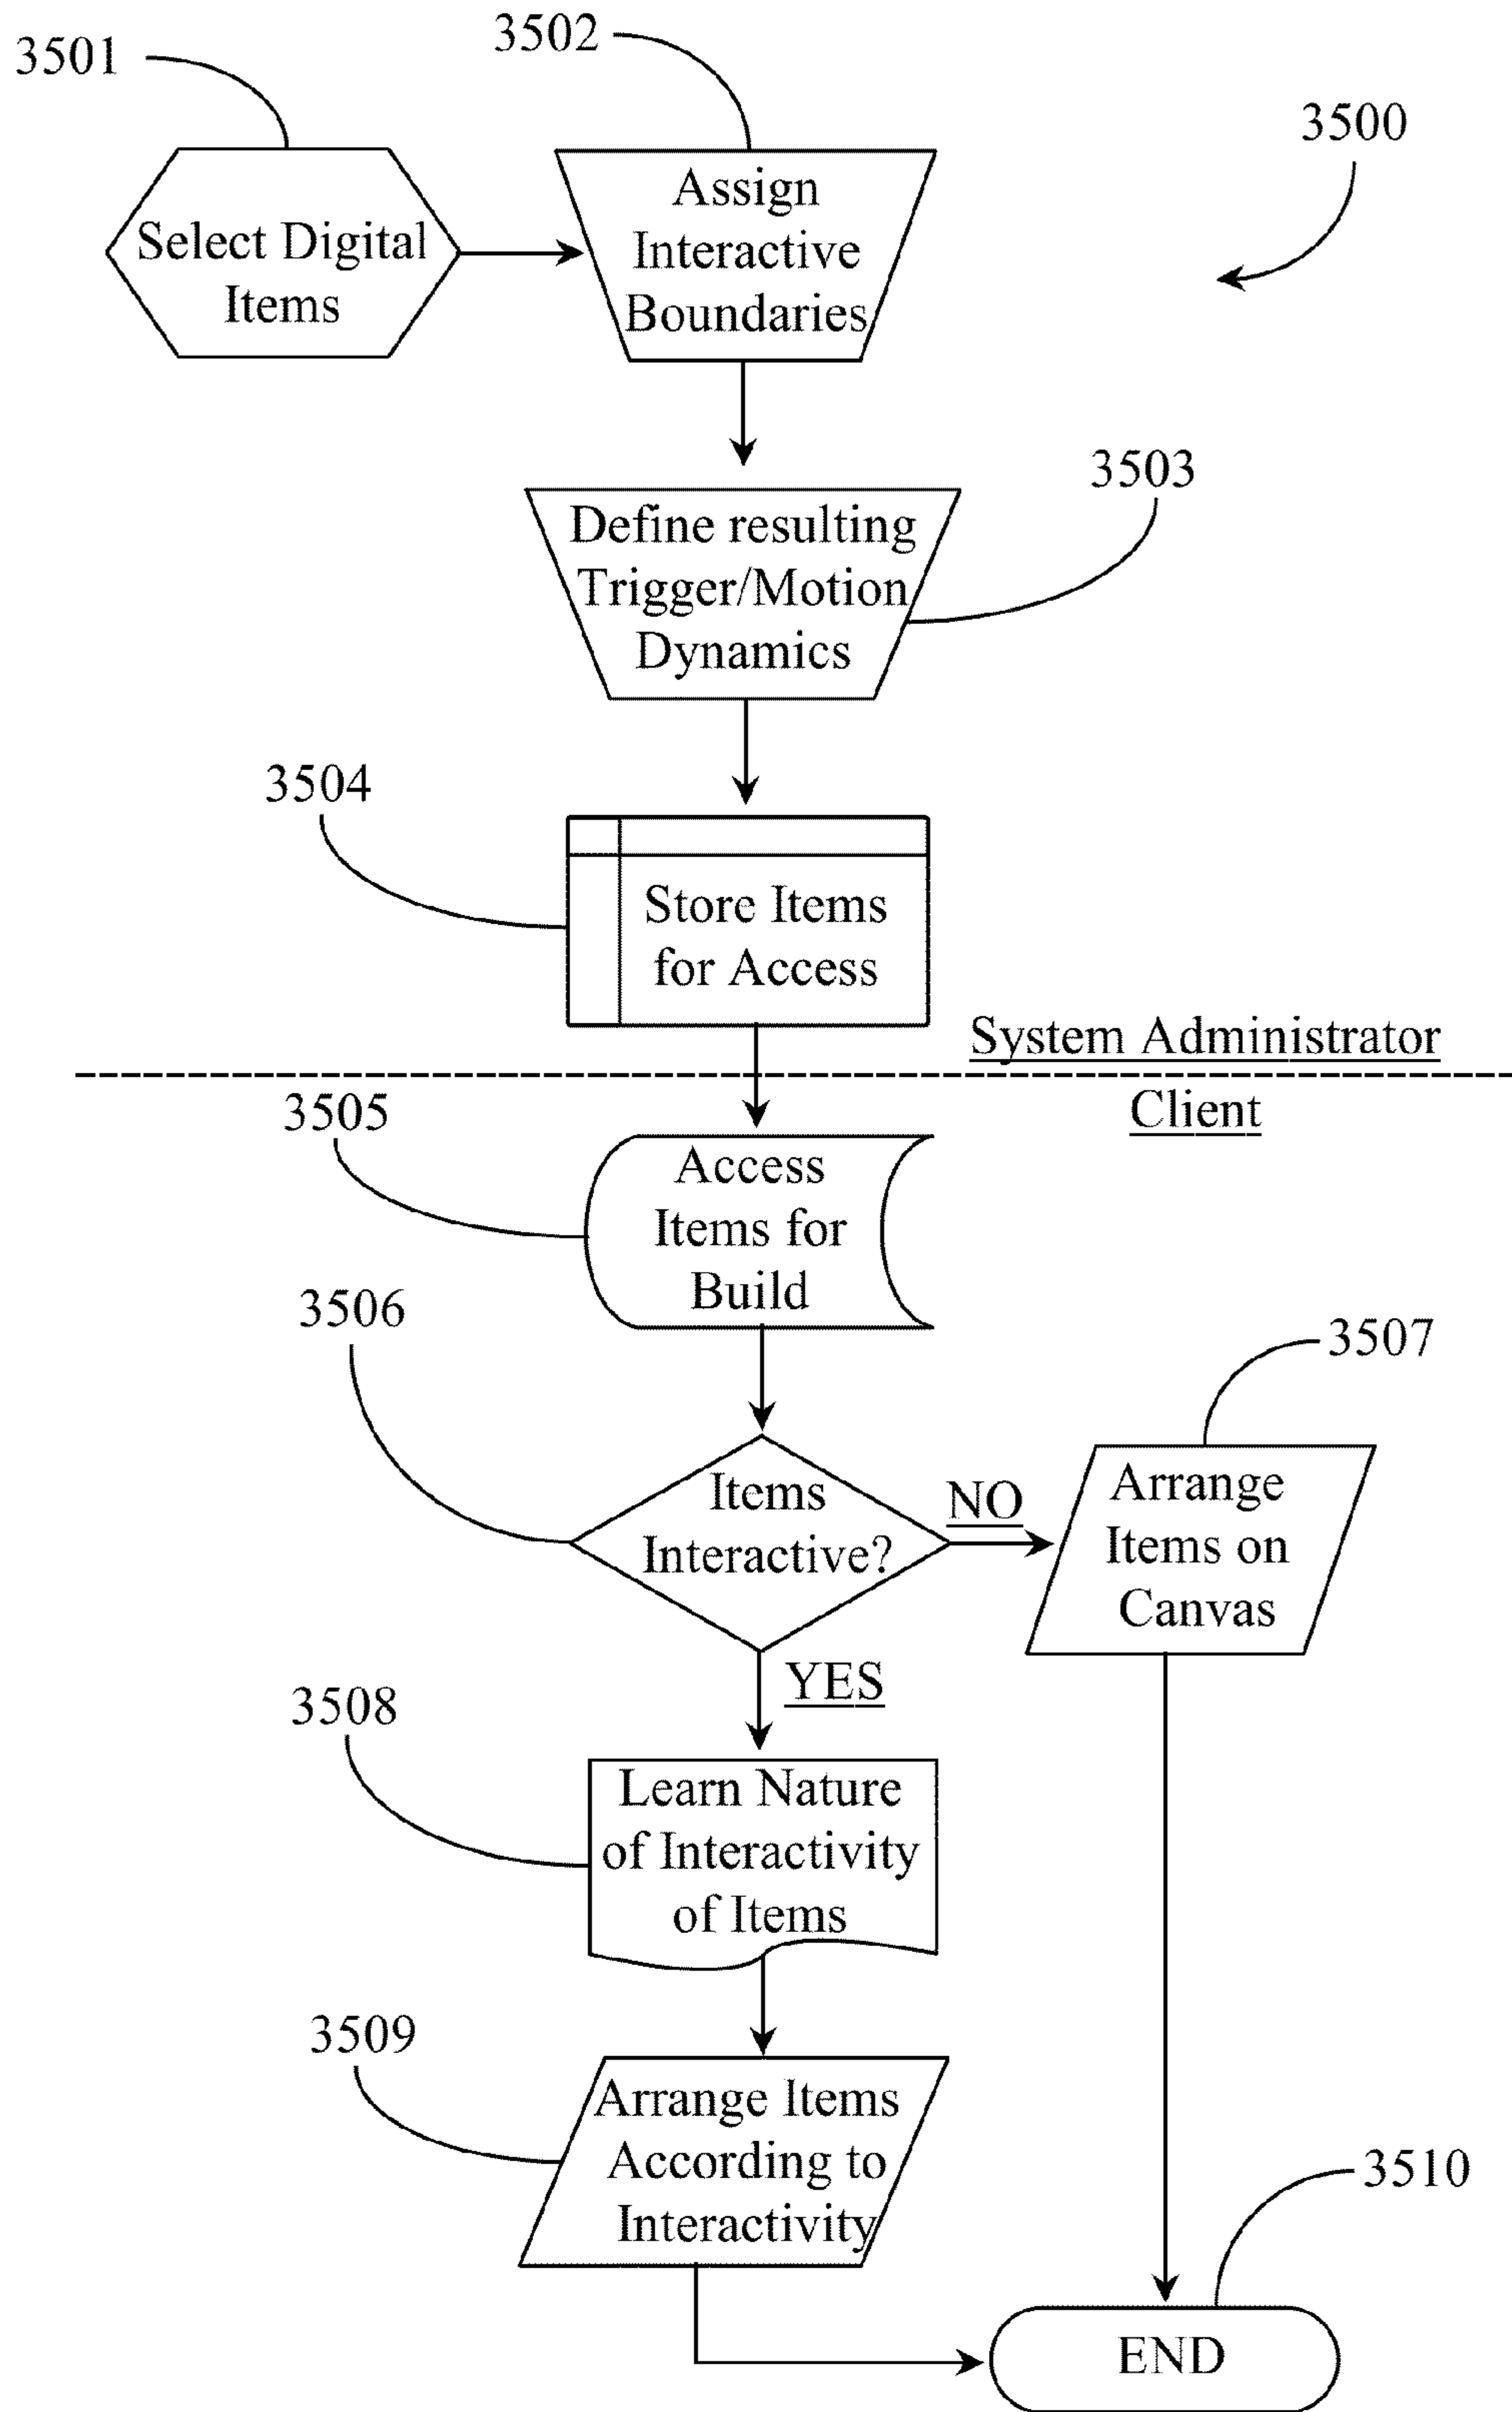 3501
3502
3500
Select Digital
Items
Assign
Interactive
Boundaries
3503
Define resulting
Trigger/Motion
Dynamics
3504
Store Items
for Access
System Administrator
Client
3505
Access
Items for
Build
3506
3507
Items
Interactive?
NO
Arrange
Items on
Canvas
YES
3508
Learn Nature
of Interactivity
of Items
3509
Arrange Items
According to
Interactivity
3510
END